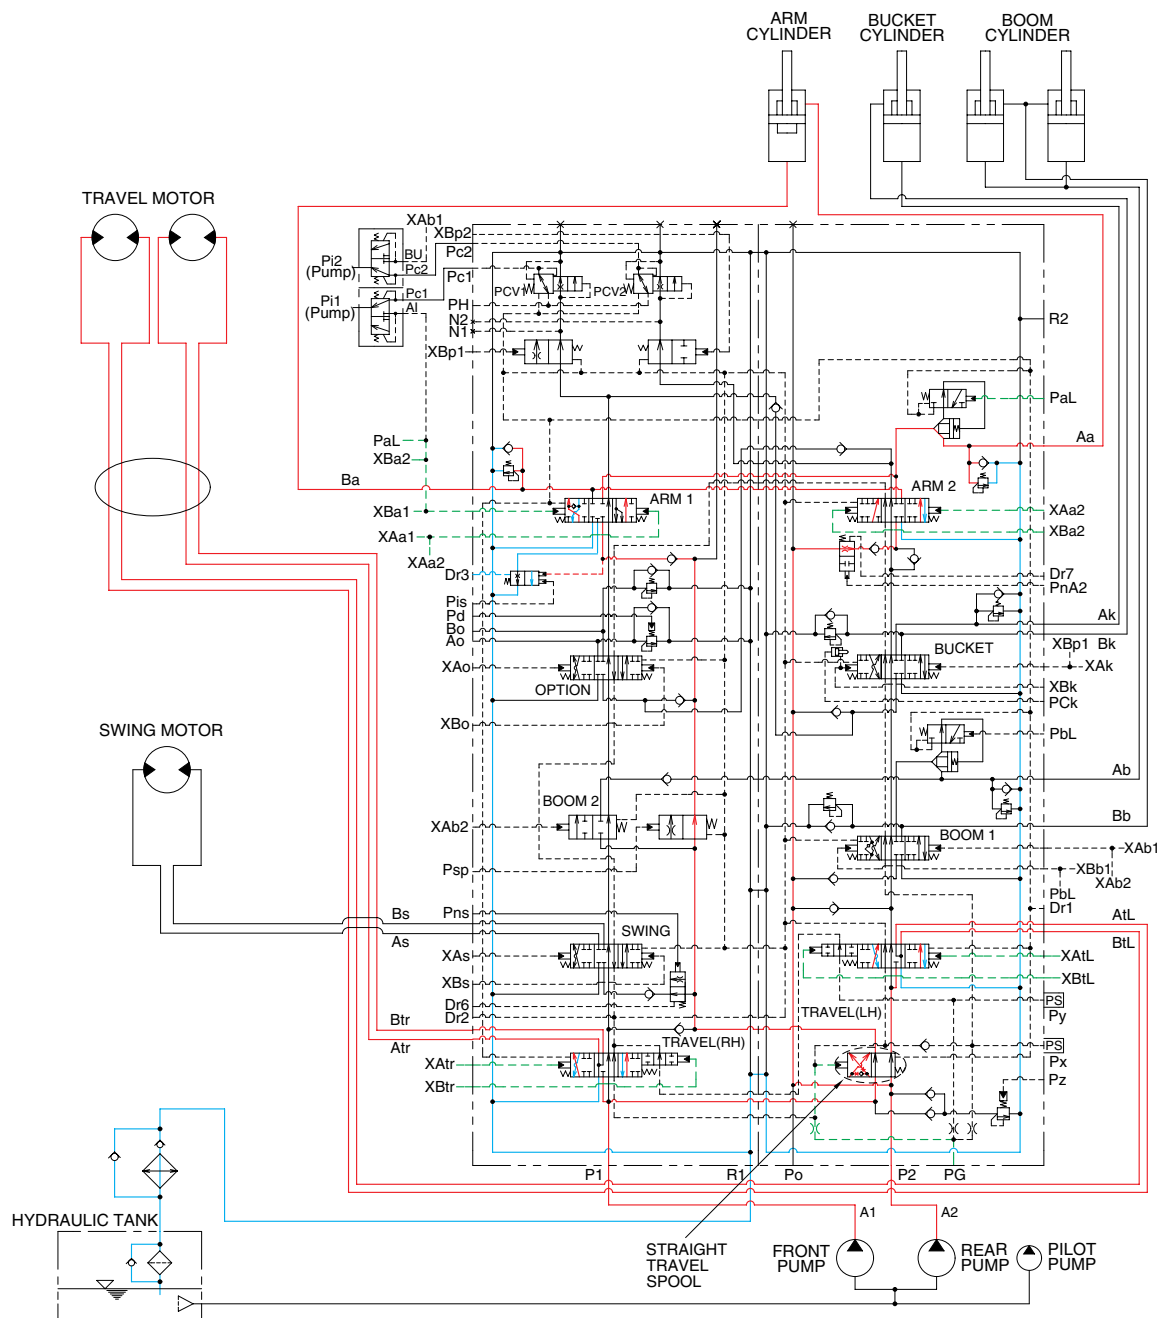 ARM
CYLINDER
BUCKET
CYLINDER
BOOM
CYLINDER
TRAVEL MOTOR
XAb1
XBp2
Pi2
(Pump)
BU
Pc2
Pc2
Pc1
Pi1
(Pump)
Pc1
AI
PCV1
PCV2
PH
N2
N1
XBp1
R2
PaL
PaL
XBa2
Aa
Ba
ARM 1
ARM 2
XBa1
XAa1
XAa2
XAa2
XBa2
Dr3
Pis
Pd
Bo
Ao
Dr7
PnA2
Ak
XBp1 Bk
BUCKET
XAo
XAk
OPTION
XBk
PCk
XBo
PbL
SWING MOTOR
Ab
BOOM 2
Bb
XAb2
BOOM 1
XAb1
XBb1
XAb2
Psp
PbL
Dr1
Pns
Bs
As
SWING
AtL
BtL
XAs
XAtL
XBs
XBtL
Dr6
Dr2
TRAVEL(LH)
PS
Py
Btr
Atr
TRAVEL(RH)
PS
Px
XAtr
XBtr
Pz
P1
R1
Po
P2
PG
HYDRAULIC TANK
A1
A2
STRAIGHT
TRAVEL
SPOOL
FRONT
PUMP
REAR
PUMP
PILOT
PUMP